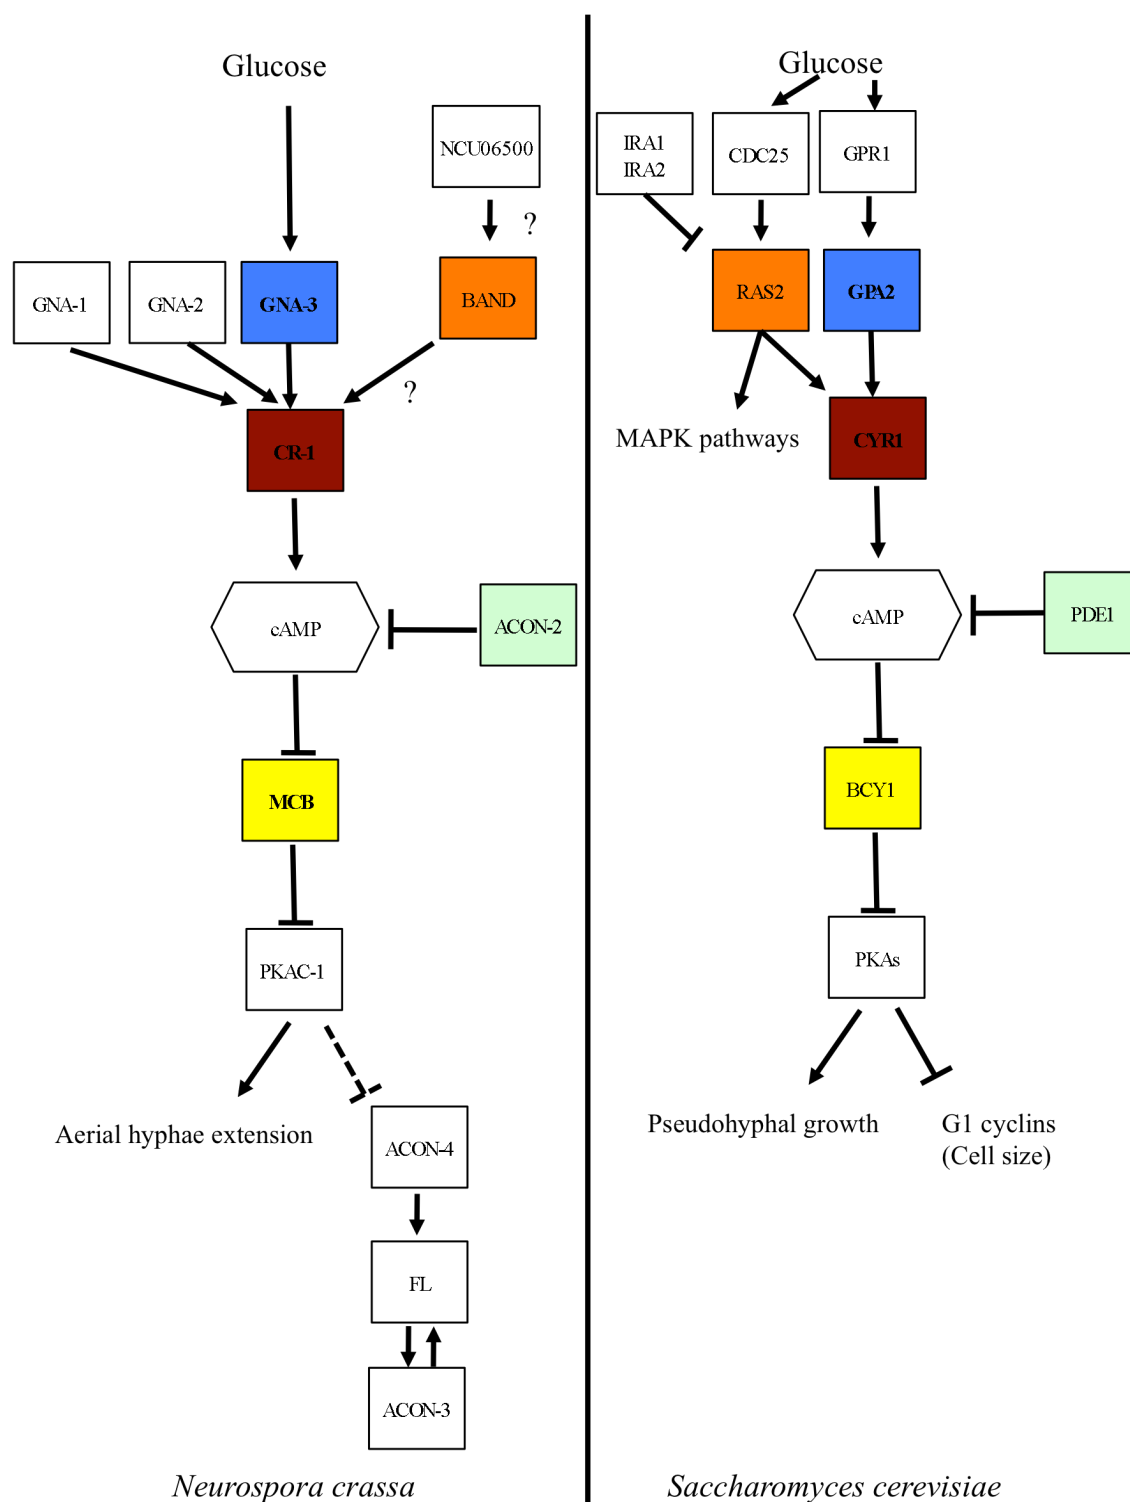 Glucose
NCU06500
?
GNA-1
GNA-2
GNA-3
BAND
?
CR-1
cAMP
ACON-2
MCB
PKAC-1
Aerial hyphae extension
ACON-4
FL
ACON-3
Neurospora crassa
Glucose
IRA1
IRA2
CDC25
GPR1
RAS2
GPA2
MAPK pathways
CYR1
cAMP
PDE1
BCY1
PKAs
Pseudohyphal growth
G1 cyclins
(Cell size)
Saccharomyces cerevisiae